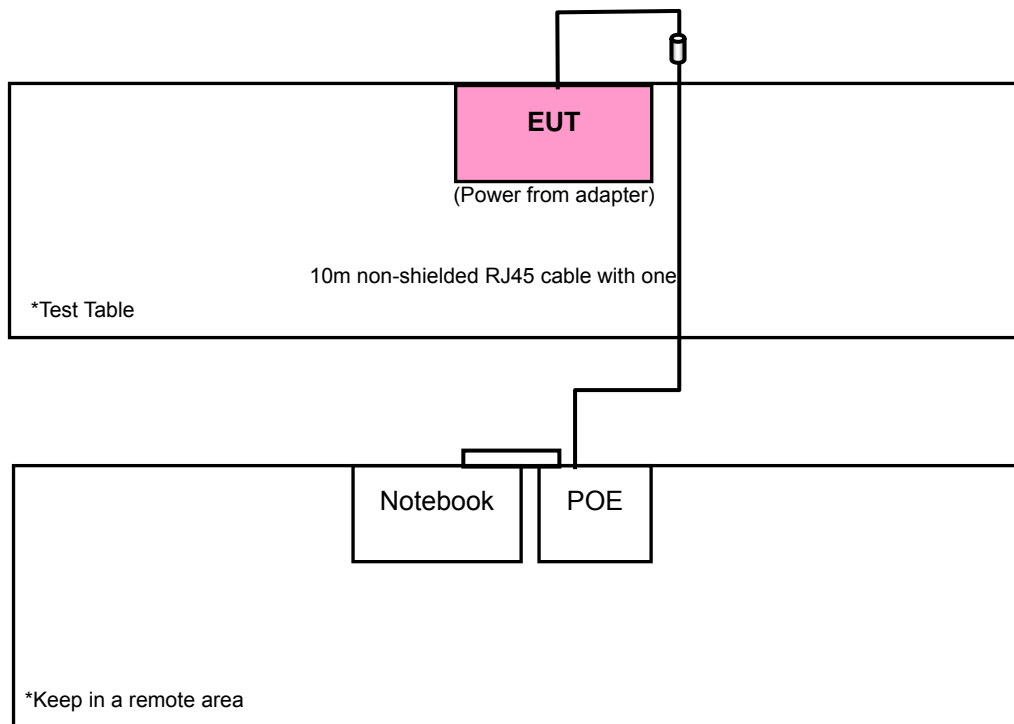 EUT
(Power from adapter)
10m non-shielded RJ45 cable with one
*Test Table
Notebook
POE
*Keep in a remote area